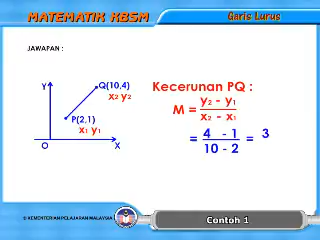 MATEMATIK KBSM
Garis Lurus
JAWAPAN :
Y
Q(10,4)
x₂ y₂
P(2,1)
x₁ y₁
O
X
Kecerunan PQ :
M = y₂ - y₁ / x₂ - x₁
= 4 - 1 / 10 - 2 = 3
© KEMENTERIAN PELAJARAN MALAYSIA
Contoh 1